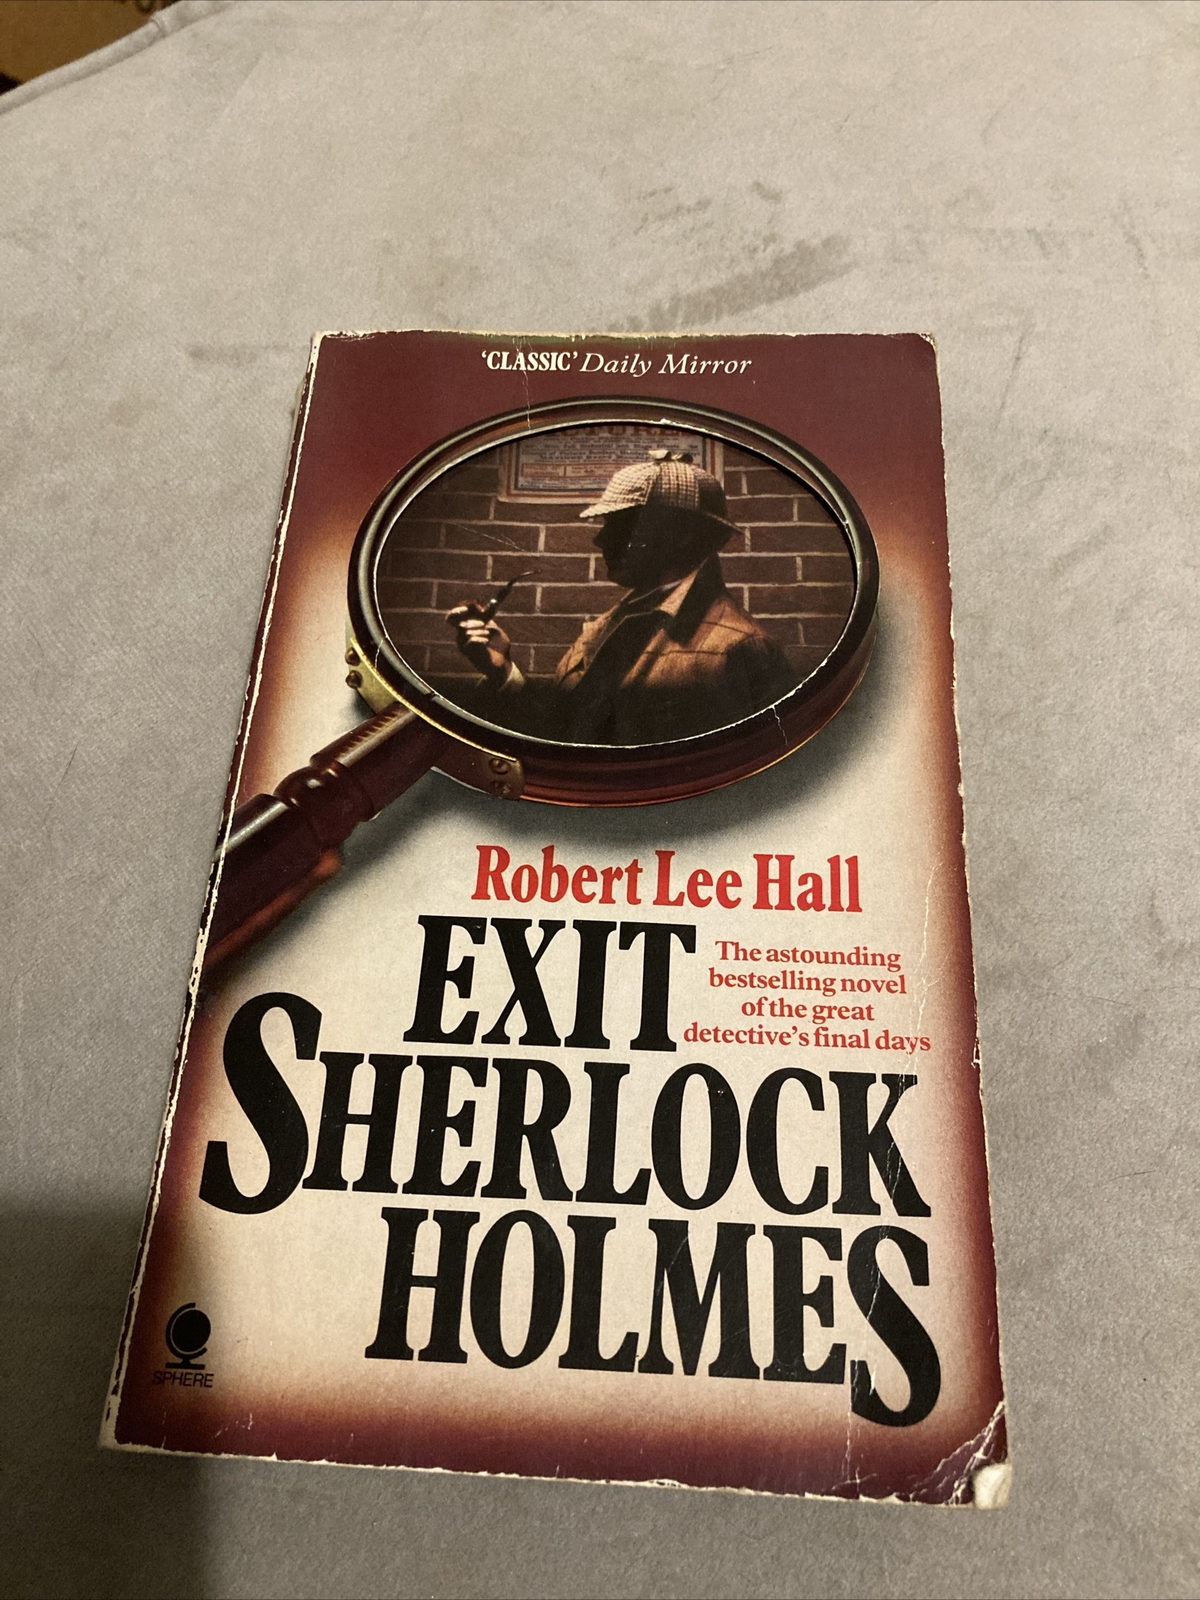 'CLASSIC' Daily Mirror
Robert Lee Hall
EXIT
The astounding
bestselling novel
of the great
detective's final days
SHERLOCK
HOLMES
SPHERE